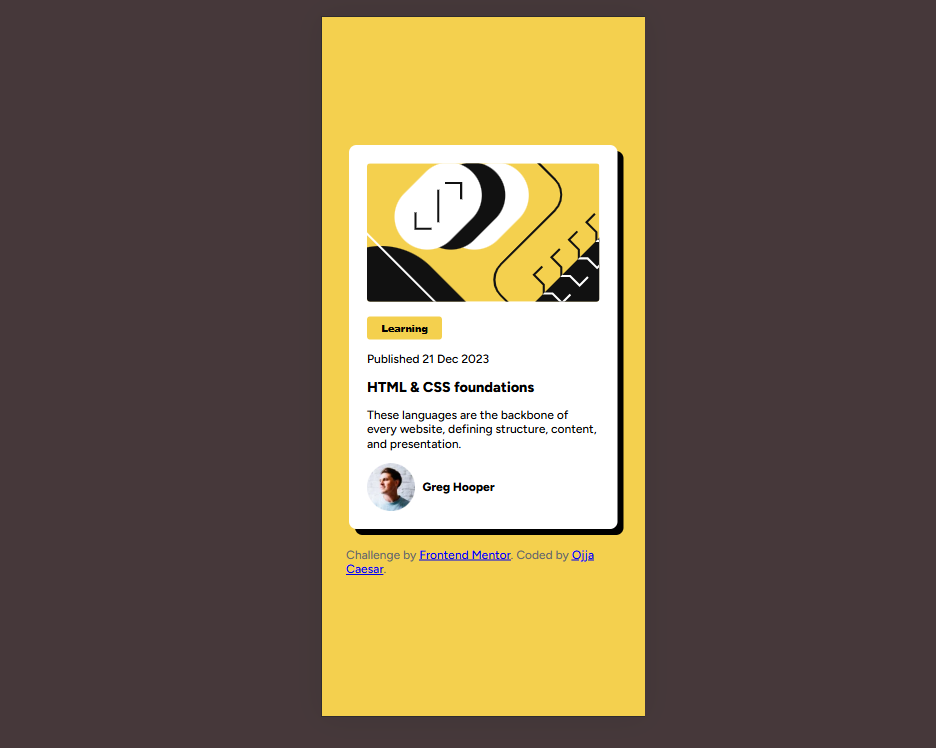 Learning
Published 21 Dec 2023
HTML & CSS foundations
These languages are the backbone of
every website, defining structure, content,
and presentation.
Greg Hooper
Challenge by Frontend Mentor. Coded by Ojja
Caesar.